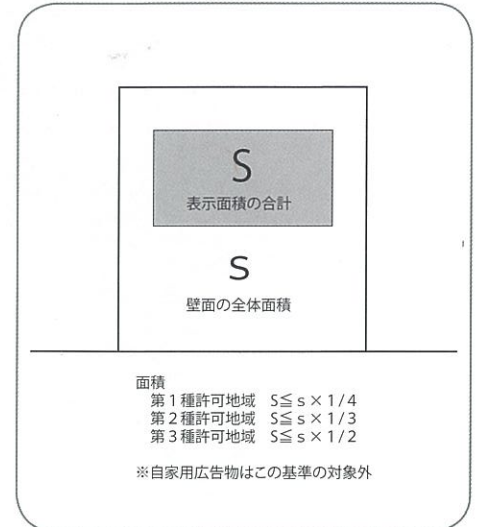 S
表示面積の合計
s
壁面の全体面積
面積
第1種許可地域 S≦s×1/4
第2種許可地域 S≦s×1/3
第3種許可地域 S≦s×1/2
※自家用広告物はこの基準の対象外